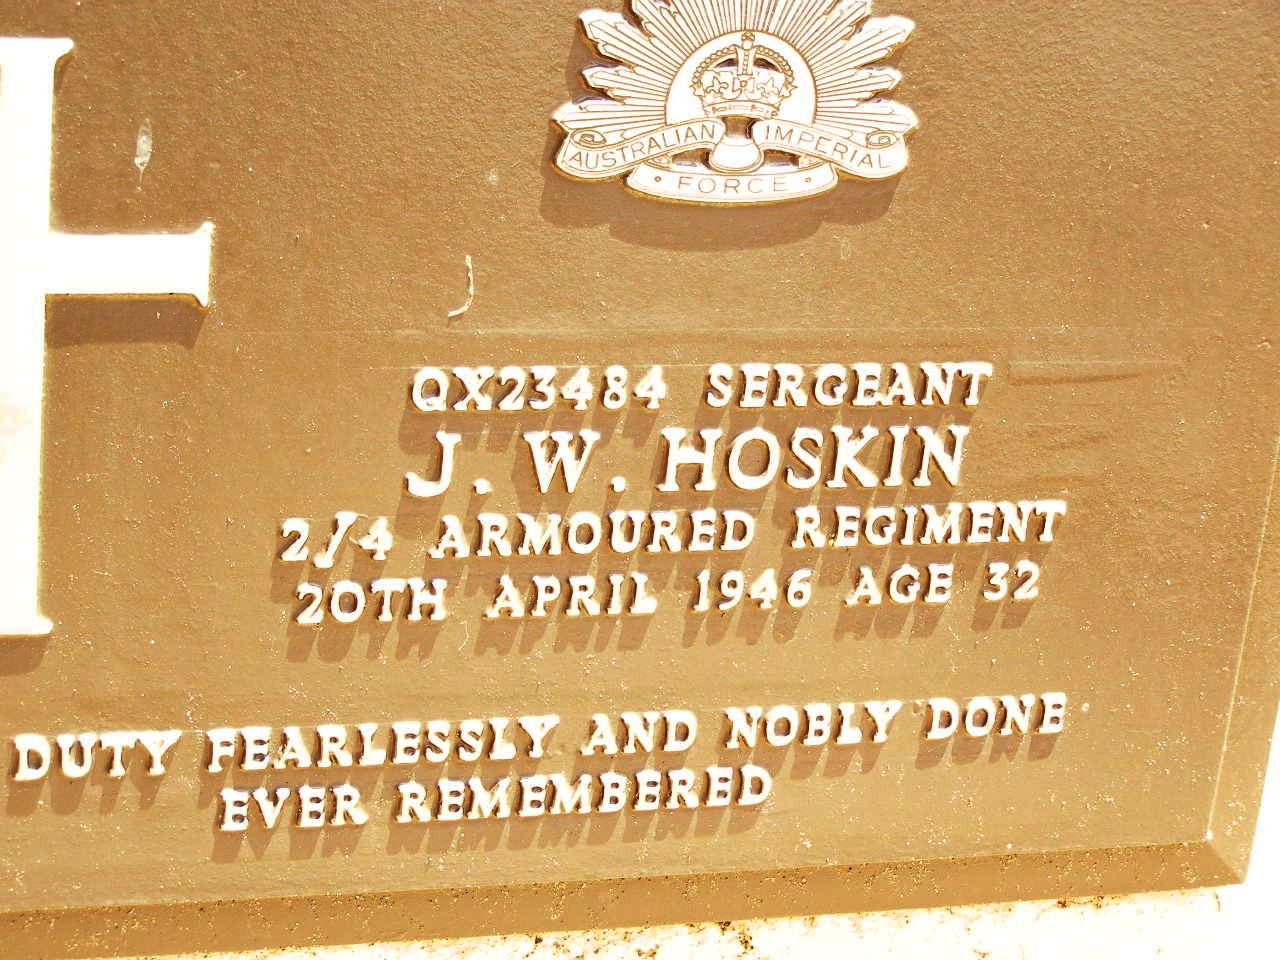 AUSTRALIAN IMPERIAL
FORCE
QX23484 SERGEANT
J. W. HOSKIN
2/4 ARMOURED REGIMENT
20TH APRIL 1946 AGE 32
DUTY FEARLESSLY AND NOBLY DONE
EVER REMEMBERED